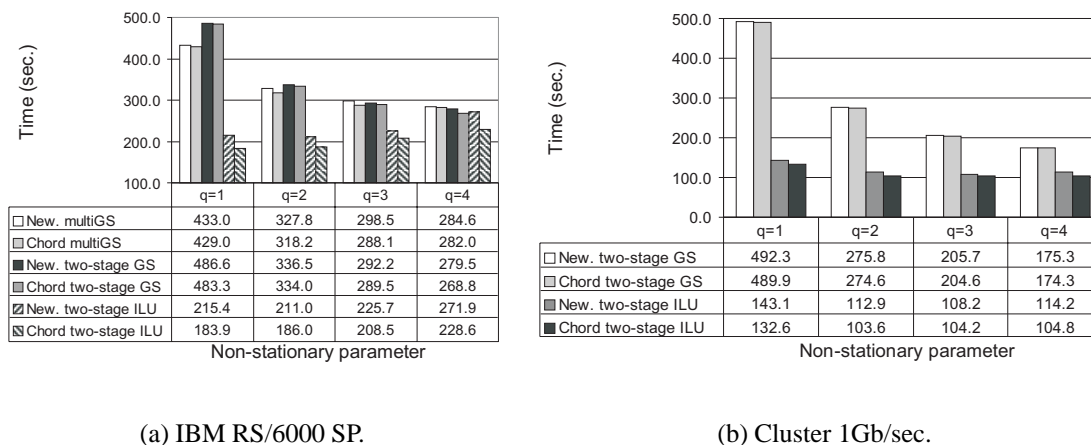 500.0
400.0
300.0
200.0
100.0
Time (sec.)
q=1 q=2 q=3 q=4
New. multiGS 433.0 327.8 298.5 284.6
Chord multiGS 429.0 318.2 288.1 282.0
New. two-stage GS 486.6 336.5 292.2 279.5
Chord two-stage GS 483.3 334.0 289.5 268.8
New. two-stage ILU 215.4 211.0 225.7 271.9
Chord two-stage ILU 183.9 186.0 208.5 228.6
Non-stationary parameter
(a) IBM RS/6000 SP.
500.0
400.0
300.0
200.0
100.0
0.0
Time (sec.)
q=1 q=2 q=3 q=4
New. two-stage GS 492.3 275.8 205.7 175.3
Chord two-stage GS 489.9 274.6 204.6 174.3
New. two-stage ILU 143.1 112.9 108.2 114.2
Chord two-stage ILU 132.6 103.6 104.2 104.8
Non-stationary parameter
(b) Cluster 1Gb/sec.